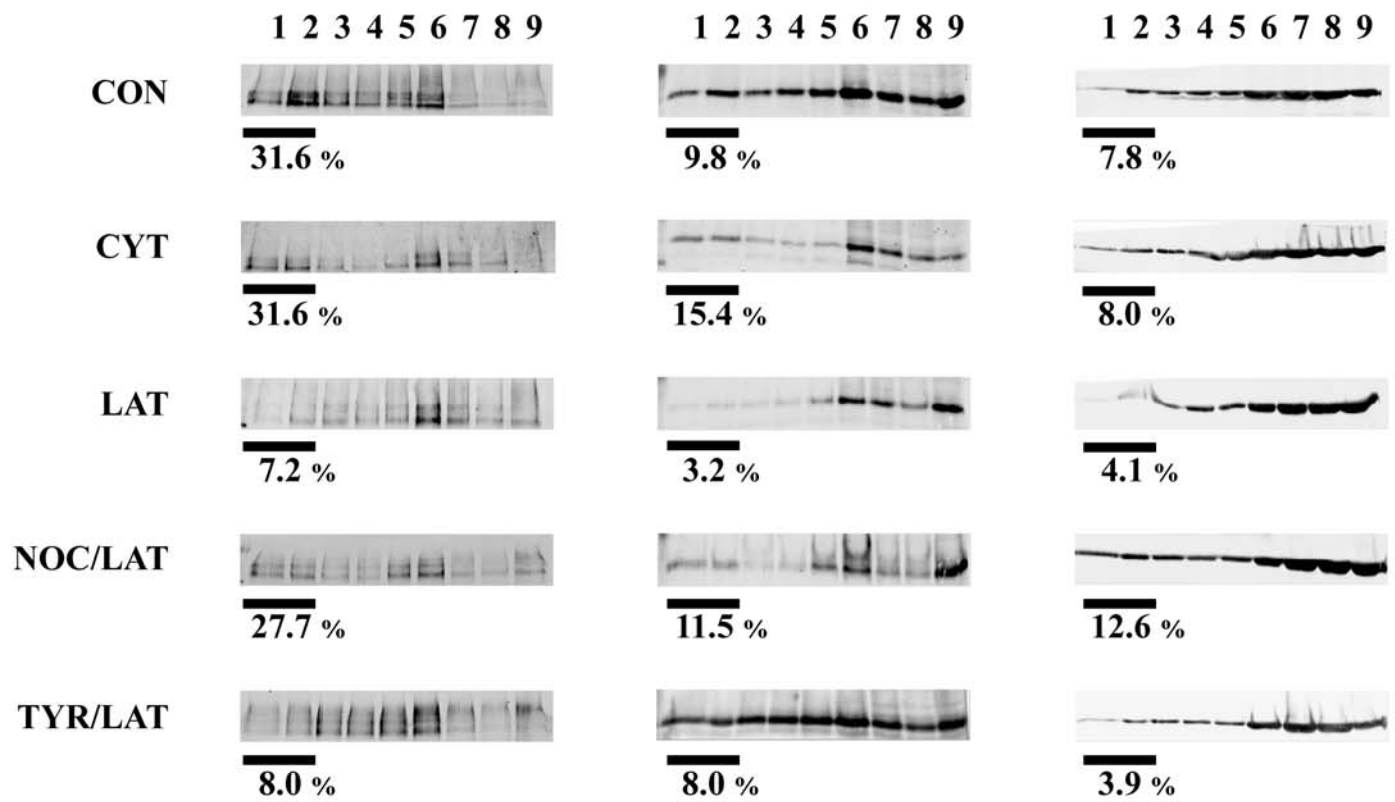 1 2 3 4 5 6 7 8 9 1 2 3 4 5 6 7 8 9 1 2 3 4 5 6 7 8 9
CON
31.6 % 9.8 % 7.8 %
CYT
31.6 % 15.4 % 8.0 %
LAT
7.2 % 3.2 % 4.1 %
NOC/LAT
27.7 % 11.5 % 12.6 %
TYR/LAT
8.0 % 8.0 % 3.9 %